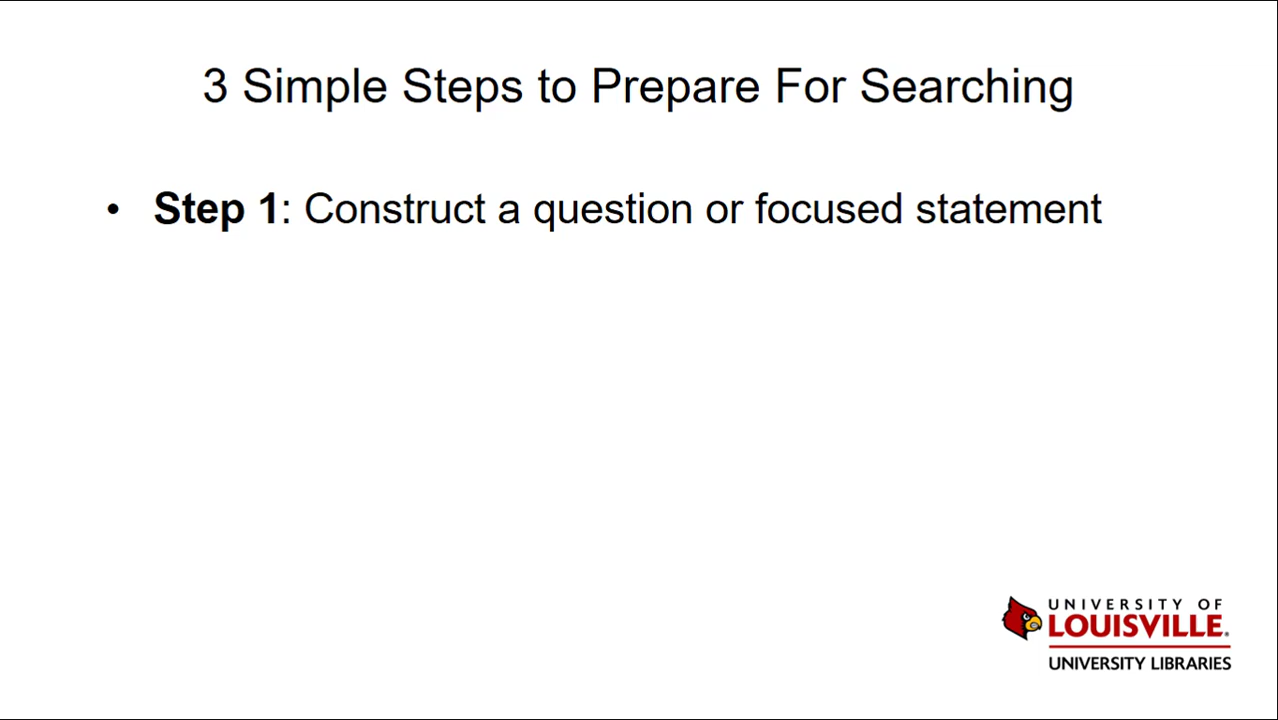 3 Simple Steps to Prepare For Searching
• Step 1: Construct a question or focused statement
UNIVERSITY OF
LOUISVILLE.
UNIVERSITY LIBRARIES